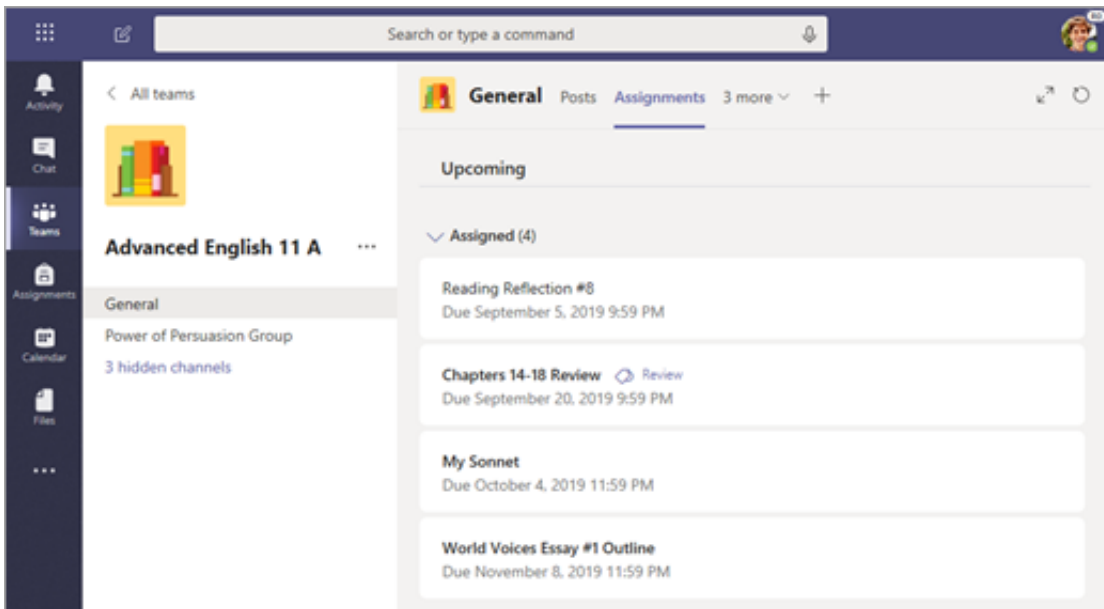 Search or type a command
Activity
Chat
Teams
Assignments
Calendar
Files
All teams
Advanced English 11 A
General
Power of Persuasion Group
3 hidden channels
General Posts Assignments 3 more
Upcoming
Assigned (4)
Reading Reflection #8
Due September 5, 2019 9:59 PM
Chapters 14-18 Review Review
Due September 20, 2019 9:59 PM
My Sonnet
Due October 4, 2019 11:59 PM
World Voices Essay #1 Outline
Due November 8, 2019 11:59 PM